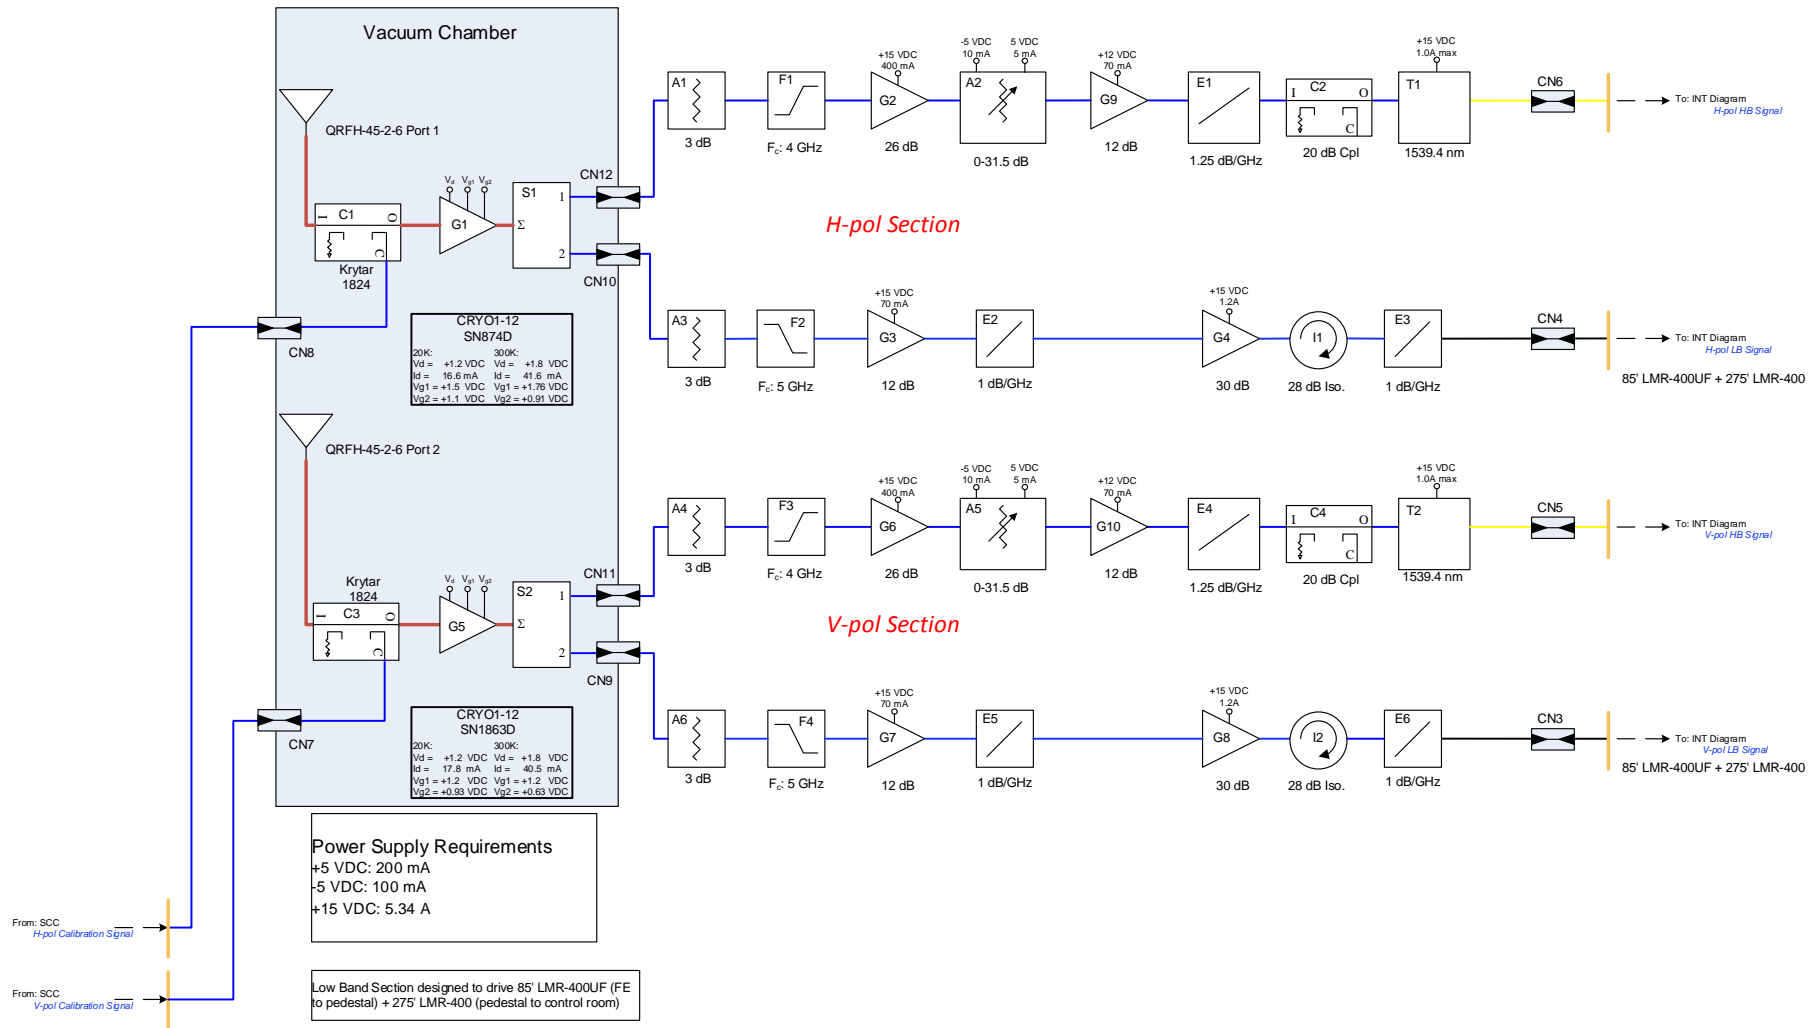 Vacuum Chamber
QRFH-45-2-6 Port 1
C1
I
O
C
Krytar
1824
Vd Vg1 Vg2
G1
S1
Σ
1
2
CN12
CN10
CN8
CRYO1-12
SN874D
20K: 300K:
Vd = +1.2 VDC Vd = +1.8 VDC
Id = 16.6 mA Id = 41.6 mA
Vg1 = +1.5 VDC Vg1 = +1.76 VDC
Vg2 = +1.1 VDC Vg2 = +0.91 VDC
A1
3 dB
F1
Fc: 4 GHz
+15 VDC
400 mA
G2
26 dB
-5 VDC
10 mA
5 VDC
5 mA
A2
0-31.5 dB
+12 VDC
70 mA
G9
12 dB
E1
1.25 dB/GHz
C2
I
O
C
20 dB Cpl
+15 VDC
1.0A max
T1
1539.4 nm
CN6
To: INT Diagram
H-pol HB Signal
H-pol Section
A3
3 dB
F2
Fc: 5 GHz
+15 VDC
70 mA
G3
12 dB
E2
1 dB/GHz
+15 VDC
1.2A
G4
30 dB
I1
28 dB Iso.
E3
1 dB/GHz
CN4
To: INT Diagram
H-pol LB Signal
85' LMR-400UF + 275' LMR-400
QRFH-45-2-6 Port 2
Krytar
1824
C3
I
O
C
Vd Vg1 Vg2
G5
S2
Σ
1
2
CN11
CN9
CN7
CRYO1-12
SN1863D
20K: 300K:
Vd = +1.2 VDC Vd = +1.8 VDC
Id = 17.8 mA Id = 40.5 mA
Vg1 = +1.2 VDC Vg1 = +1.2 VDC
Vg2 = +0.93 VDC Vg2 = +0.63 VDC
A4
3 dB
F3
Fc: 4 GHz
+15 VDC
400 mA
G6
26 dB
-5 VDC
10 mA
5 VDC
5 mA
A5
0-31.5 dB
+12 VDC
70 mA
G10
12 dB
E4
1.25 dB/GHz
C4
I
O
C
20 dB Cpl
+15 VDC
1.0A max
T2
1539.4 nm
CN5
To: INT Diagram
V-pol HB Signal
V-pol Section
A6
3 dB
F4
Fc: 5 GHz
+15 VDC
70 mA
G7
12 dB
E5
1 dB/GHz
+15 VDC
1.2A
G8
30 dB
I2
28 dB Iso.
E6
1 dB/GHz
CN3
To: INT Diagram
V-pol LB Signal
85' LMR-400UF + 275' LMR-400
Power Supply Requirements
+5 VDC: 200 mA
-5 VDC: 100 mA
+15 VDC: 5.34 A
From: SCC
H-pol Calibration Signal
From: SCC
V-pol Calibration Signal
Low Band Section designed to drive 85' LMR-400UF (FE
to pedestal) + 275' LMR-400 (pedestal to control room)